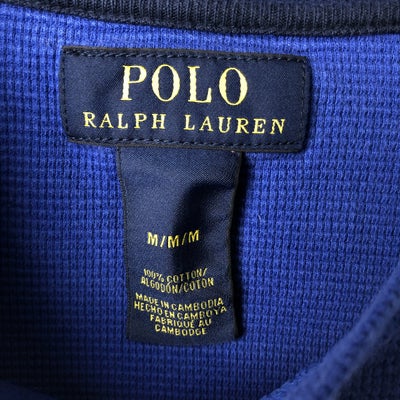 POLO
RALPH LAUREN
M/M/M
100% COTTON/
ALGODÓN/COTON
MADE IN CAMBODIA
HECHO EN CAMBOYA
FABRIQUÉ AU
CAMBODGE